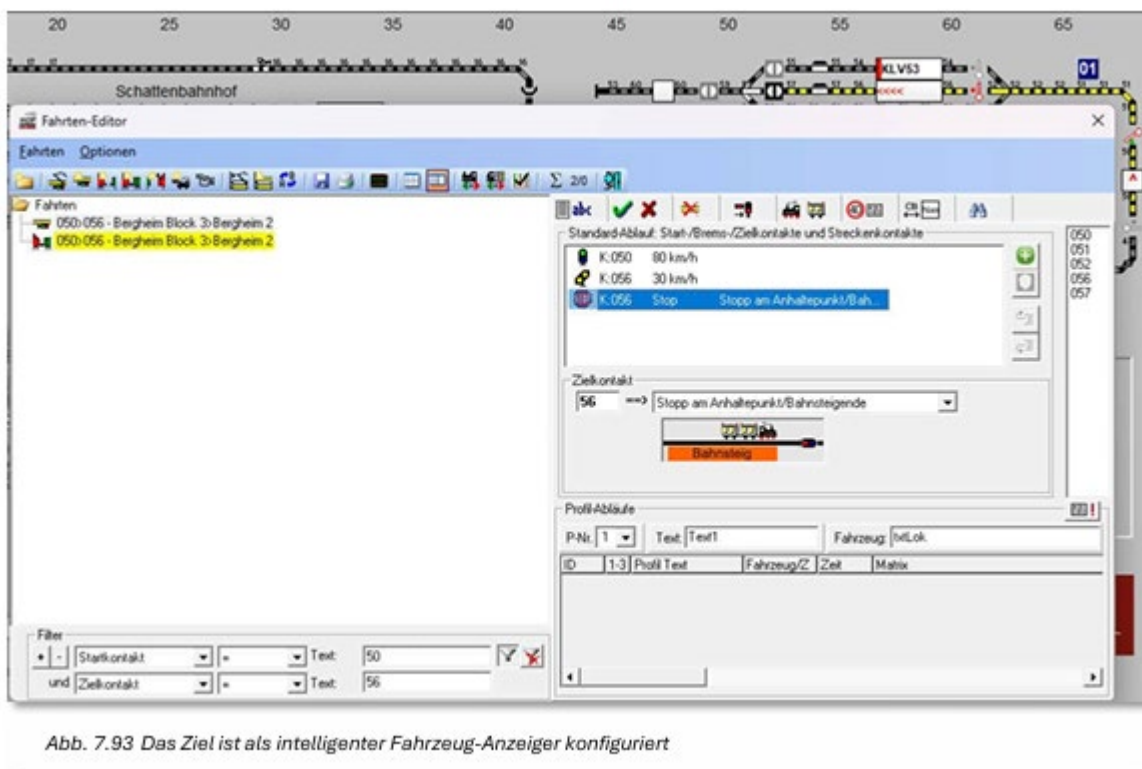 20 25 30 35 40 45 50 55 60 65
Schattenbahnhof
KLV53
<<<<
01
Fahrten-Editor
Fahrten Optionen
Σ 2/0
abc
Fahrten
050>056 - Bergheim Block 3>Bergheim 2
050>056 - Bergheim Block 3>Bergheim 2
Standard-Ablauf: Start-/Brems-/Zielkontakte und Streckenkontakte
K:050 80 km/h
K:056 30 km/h
K:056 Stop Stopp am Anhaltepunkt/Bah...
050
051
052
056
057
Zielkontakt
56 ==> Stopp am Anhaltepunkt/Bahnsteigende
Bahnsteig
Profil-Abläufe
P-Nr. 1 Text: Text1 Fahrzeug: txtLok
ID 1-3 Profil Text Fahrzeug/Z Zeit Matrix
Filter
+ - Startkontakt = Text: 50
und Zielkontakt = Text: 56
Abb. 7.93 Das Ziel ist als intelligenter Fahrzeug-Anzeiger konfiguriert